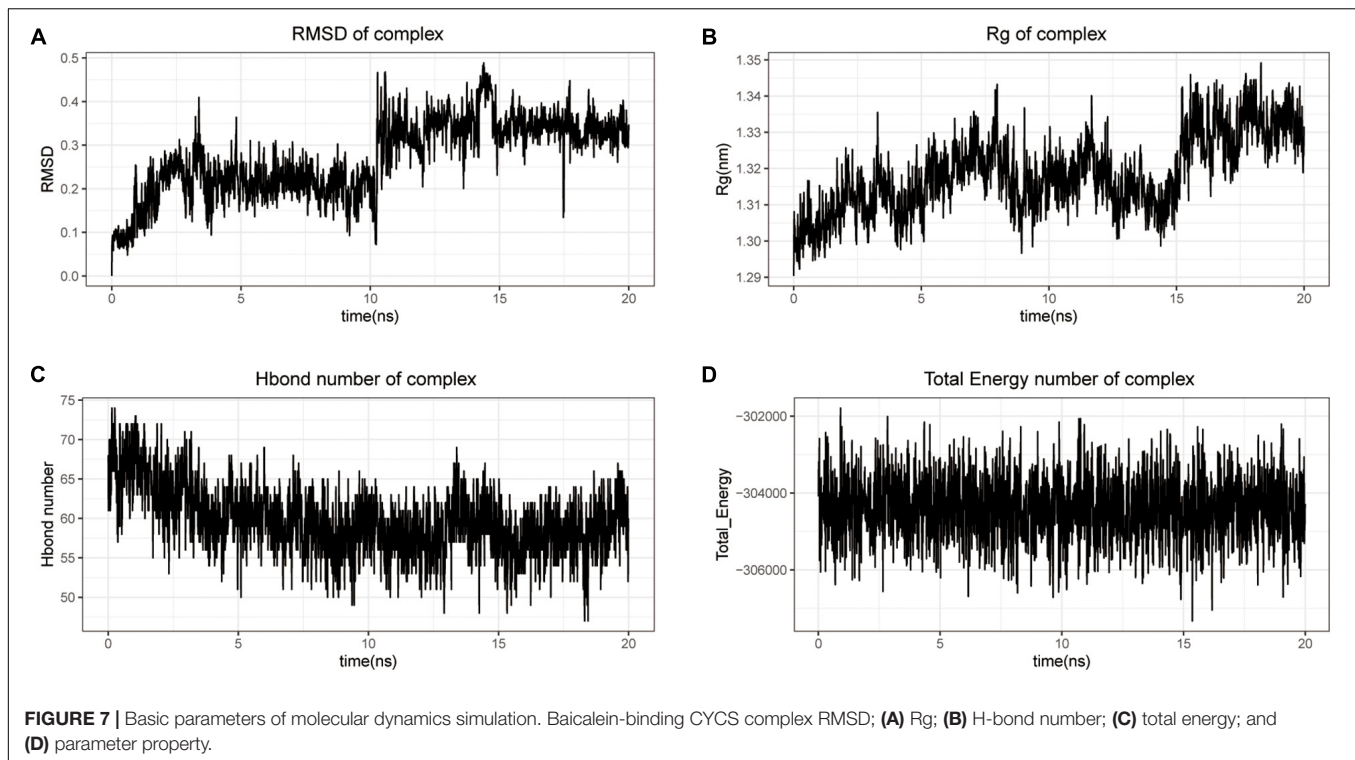 A
RMSD of complex
0.5
0.4
0.3
0.2
0.1
0.0
RMSD
0 5 10 15 20
time(ns)
B
Rg of complex
1.35
1.34
1.33
1.32
1.31
1.30
1.29
Rg(nm)
0 5 10 15 20
time(ns)
C
Hbond number of complex
75
70
65
60
55
50
Hbond number
0 5 10 15 20
time(ns)
D
Total Energy number of complex
−302000
−304000
−306000
Total_Energy
0 5 10 15 20
time(ns)
FIGURE 7 | Basic parameters of molecular dynamics simulation. Baicalein-binding CYCS complex RMSD; (A) Rg; (B) H-bond number; (C) total energy; and
(D) parameter property.